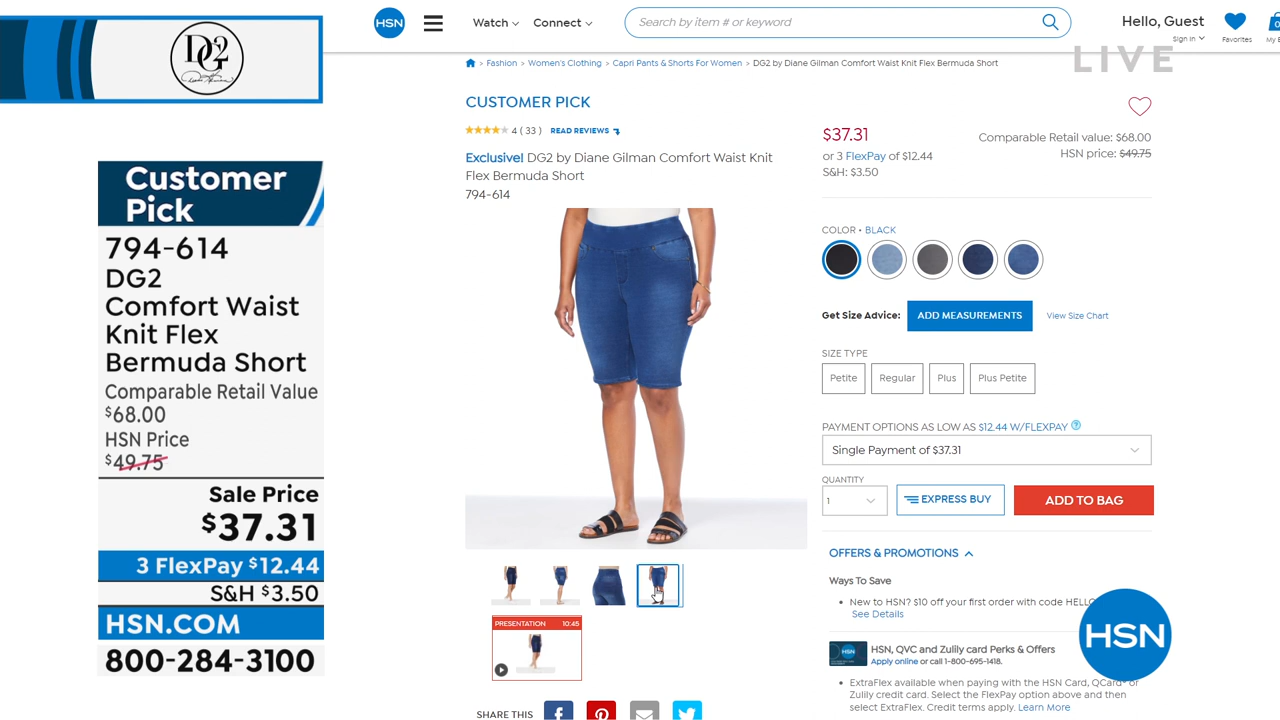 DG2
Customer
Pick
794-614
DG2
Comfort Waist
Knit Flex
Bermuda Short
Comparable Retail Value
$68.00
HSN Price
$49.75
Sale Price
$37.31
3 FlexPay $12.44
S&H $3.50
HSN.COM
800-284-3100
HSN
Watch
Connect
Search by item # or keyword
Hello, Guest
Sign In
Favorites
0
My B
LIVE
> Fashion > Women's Clothing > Capri Pants & Shorts For Women > DG2 by Diane Gilman Comfort Waist Knit Flex Bermuda Short
CUSTOMER PICK
4 ( 33 ) READ REVIEWS
Exclusive! DG2 by Diane Gilman Comfort Waist Knit
Flex Bermuda Short
794-614
PRESENTATION 10:45
SHARE THIS
$37.31
or 3 FlexPay of $12.44
S&H: $3.50
Comparable Retail value: $68.00
HSN price: $49.75
COLOR • BLACK
Get Size Advice: ADD MEASUREMENTS View Size Chart
SIZE TYPE
Petite Regular Plus Plus Petite
PAYMENT OPTIONS AS LOW AS $12.44 W/FLEXPAY ?
Single Payment of $37.31
QUANTITY
1 EXPRESS BUY ADD TO BAG
OFFERS & PROMOTIONS
Ways To Save
• New to HSN? $10 off your first order with code HELLO
See Details
HSN
HSN, QVC and Zulily card Perks & Offers
Apply online or call 1-800-695-1418.
• ExtraFlex available when paying with the HSN Card, QCard® or
Zulily credit card. Select the FlexPay option above and then
select ExtraFlex. Credit terms apply. Learn More
HSN